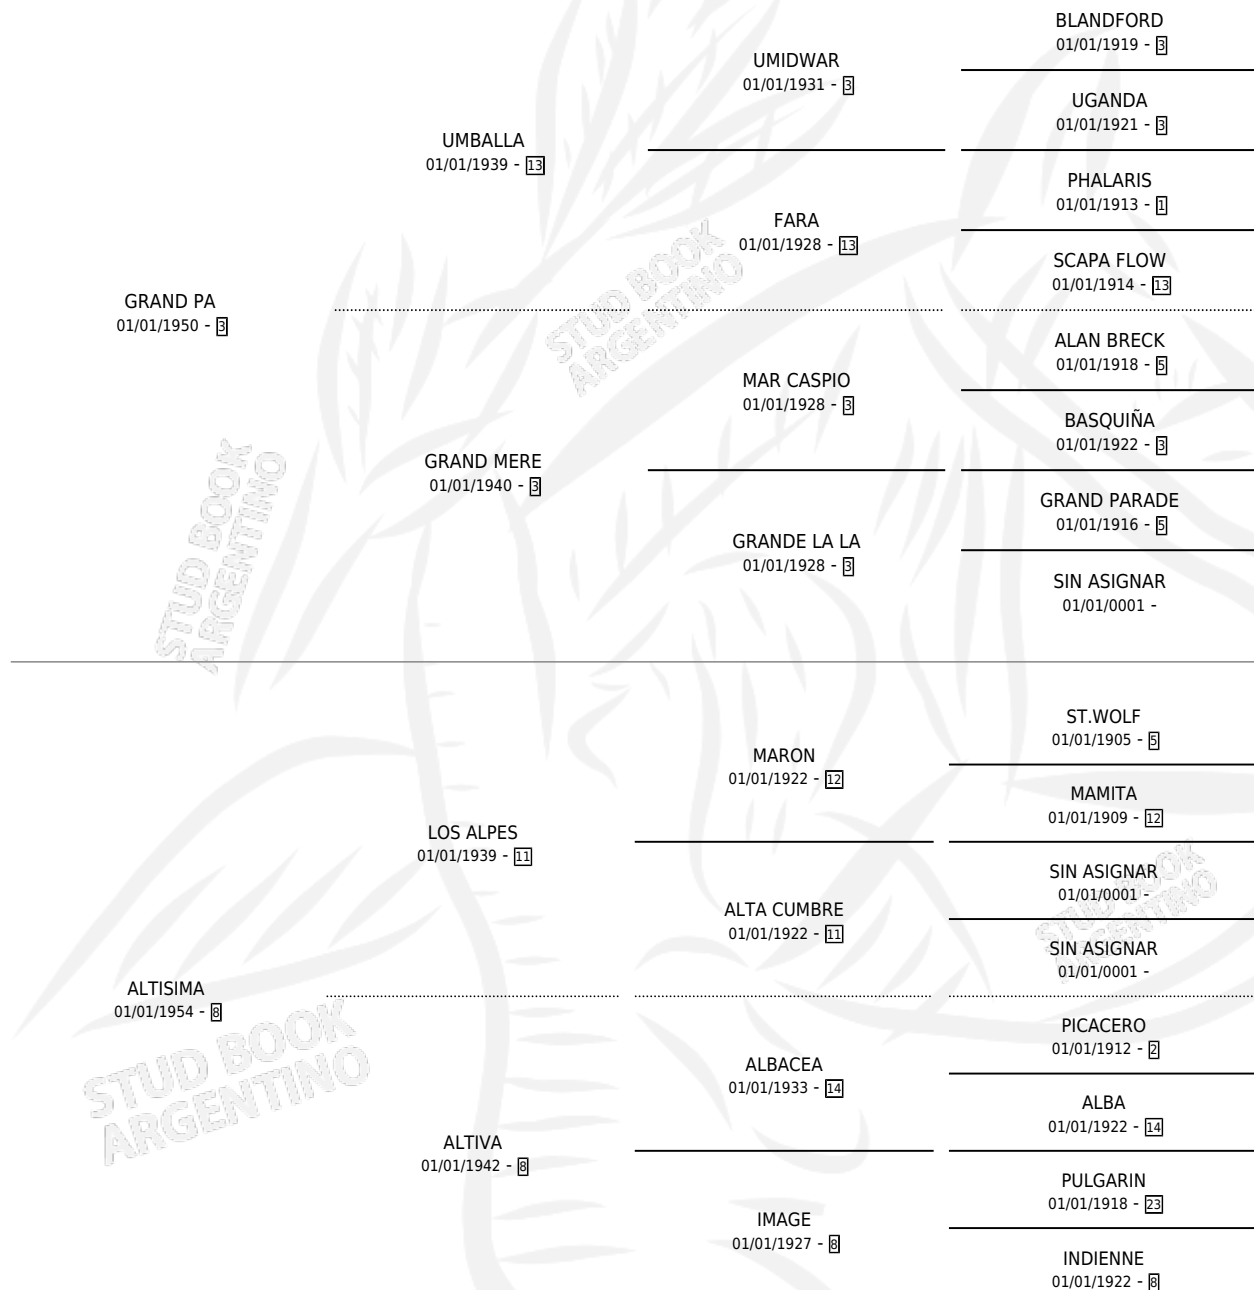 BLANDFORD
01/01/1919 - 3
UMIDWAR
01/01/1931 - 3
UGANDA
01/01/1921 - 3
UMBALLA
01/01/1939 - 13
PHALARIS
01/01/1913 - 1
FARA
01/01/1928 - 13
SCAPA FLOW
01/01/1914 - 13
GRAND PA
01/01/1950 - 3
STUD BOOK
ARGENTINO
ALAN BRECK
01/01/1918 - 5
MAR CASPIO
01/01/1928 - 3
BASQUIÑA
01/01/1922 - 3
GRAND MERE
01/01/1940 - 3
GRAND PARADE
01/01/1916 - 5
GRANDE LA LA
01/01/1928 - 3
SIN ASIGNAR
01/01/0001 -
STUD BOOK
ARGENTINO
ST.WOLF
01/01/1905 - 5
MARON
01/01/1922 - 12
MAMITA
01/01/1909 - 12
LOS ALPES
01/01/1939 - 11
SIN ASIGNAR
01/01/0001 -
ALTA CUMBRE
01/01/1922 - 11
STUD BOOK
ARGENTINO
SIN ASIGNAR
01/01/0001 -
ALTISIMA
01/01/1954 - 8
PICACERO
01/01/1912 - 2
STUD BOOK
ARGENTINO
ALBACEA
01/01/1933 - 14
ALBA
01/01/1922 - 14
ALTIVA
01/01/1942 - 8
PULGARIN
01/01/1918 - 23
IMAGE
01/01/1927 - 8
INDIENNE
01/01/1922 - 8